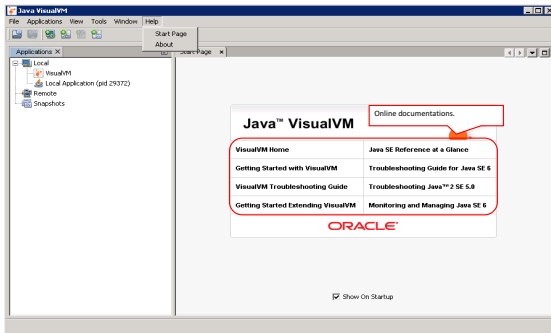 Java VisualVM
File Applications View Tools Window Help
Start Page
About
Applications
Start Page
Local
VisualVM
Local Application (pid 29372)
Remote
Snapshots
Java™ VisualVM
Online documentations.
VisualVM Home
Java SE Reference at a Glance
Getting Started with VisualVM
Troubleshooting Guide for Java SE 6
VisualVM Troubleshooting Guide
Troubleshooting Java™2 SE 5.0
Getting Started Extending VisualVM
Monitoring and Managing Java SE 6
ORACLE
Show On Startup